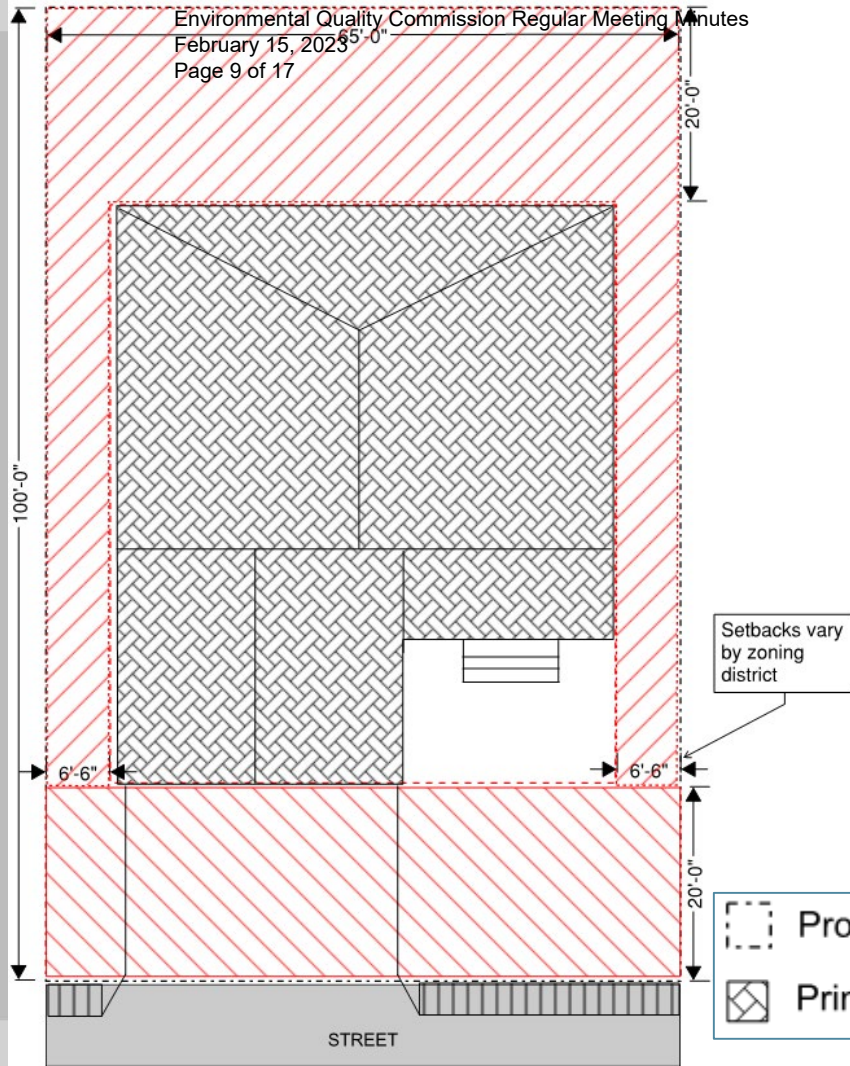 Environmental Quality Commission Regular Meeting Minutes
February 15, 2023
Page 9 of 17
65'-0"
20'-0"
100'-0"
Setbacks vary
by zoning
district
6'-6"
6'-6"
20'-0"
Pro
Prin
STREET